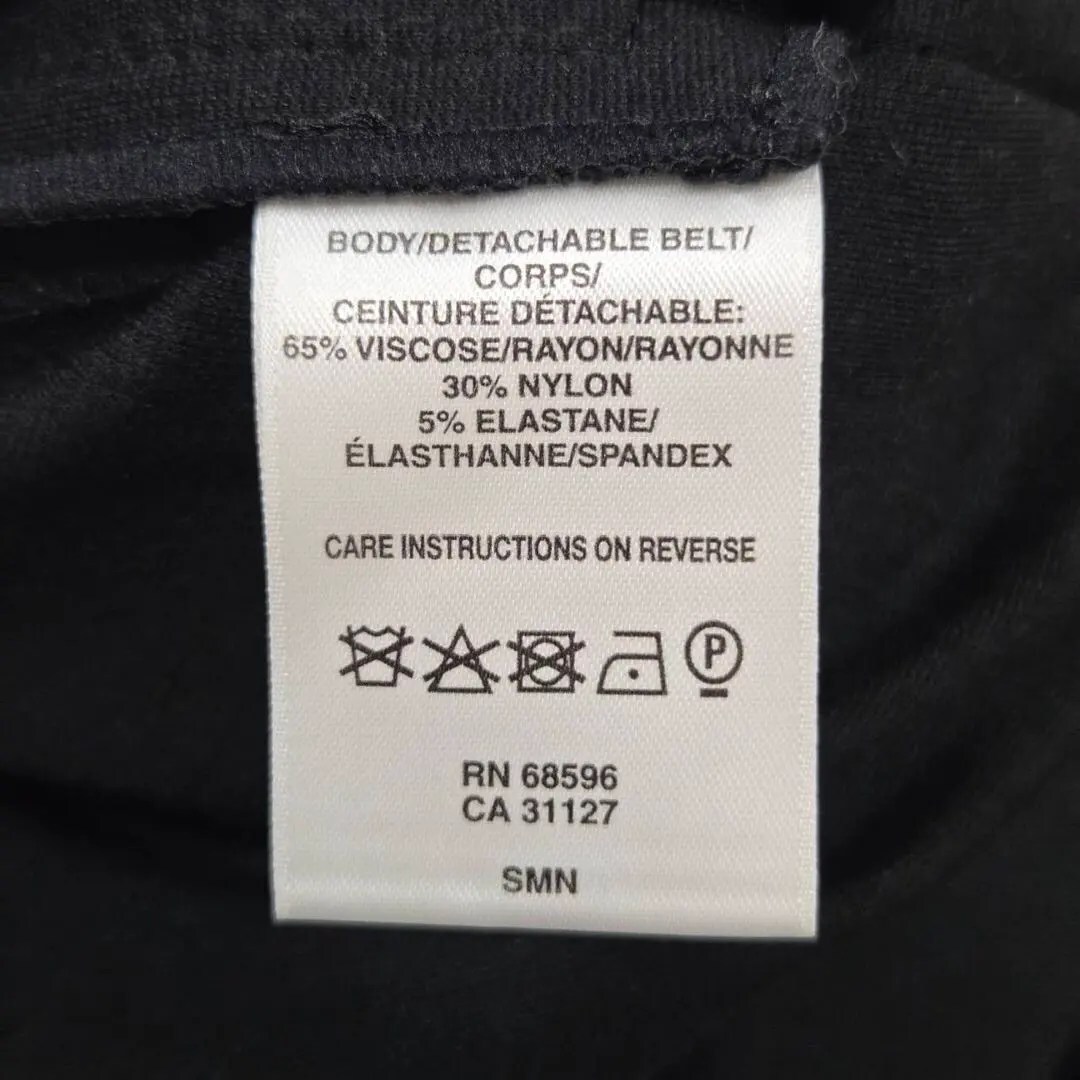 BODY/DETACHABLE BELT/
CORPS/
CEINTURE DÉTACHABLE:
65% VISCOSE/RAYON/RAYONNE
30% NYLON
5% ELASTANE/
ÉLASTHANNE/SPANDEX
CARE INSTRUCTIONS ON REVERSE
P
RN 68596
CA 31127
SMN